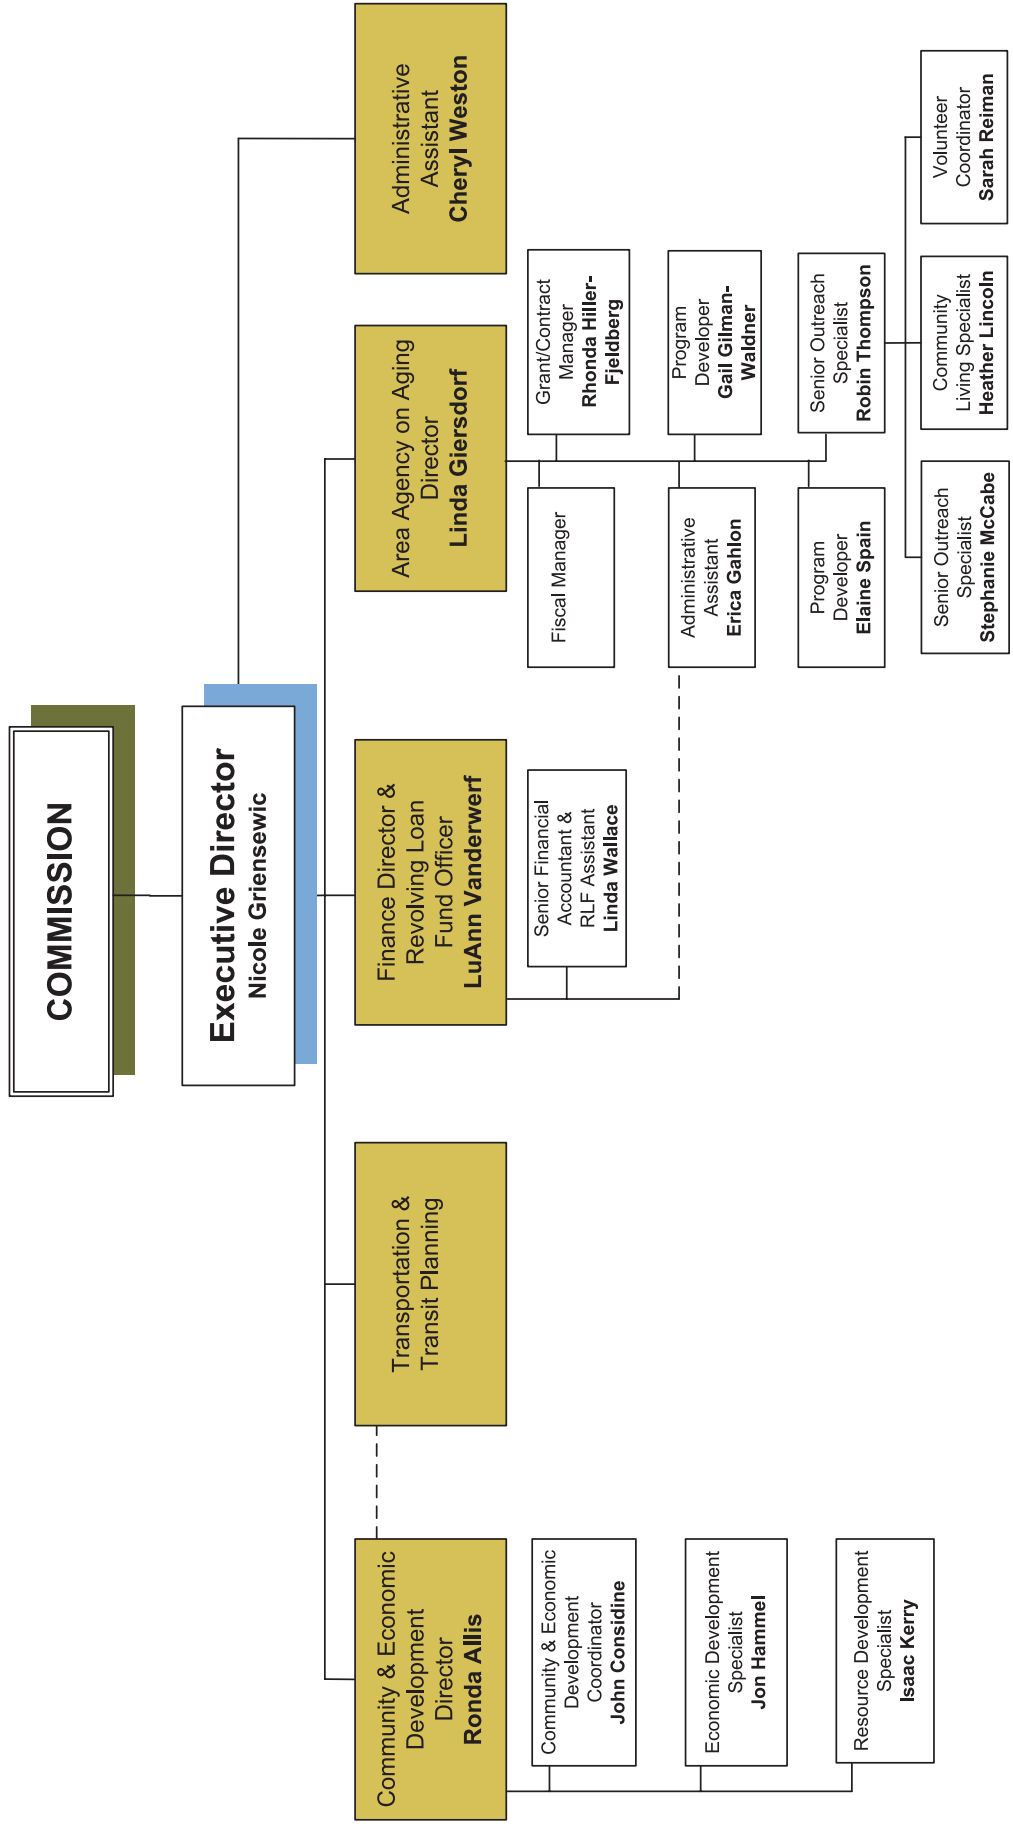 COMMISSION
Executive Director
Nicole Griensewic
Community & Economic
Development
Director
Ronda Allis
Transportation &
Transit Planning
Finance Director &
Revolving Loan
Fund Officer
LuAnn Vanderwerf
Area Agency on Aging
Director
Linda Giersdorf
Administrative
Assistant
Cheryl Weston
Community & Economic
Development
Coordinator
John Considine
Economic Development
Specialist
Jon Hammel
Resource Development
Specialist
Isaac Kerry
Senior Financial
Accountant &
RLF Assistant
Linda Wallace
Fiscal Manager
Grant/Contract
Manager
Rhonda Hiller-
Fjeldberg
Administrative
Assistant
Erica Gahlon
Program
Developer
Gail Gilman-
Waldner
Program
Developer
Elaine Spain
Senior Outreach
Specialist
Robin Thompson
Senior Outreach
Specialist
Stephanie McCabe
Community
Living Specialist
Heather Lincoln
Volunteer
Coordinator
Sarah Reiman